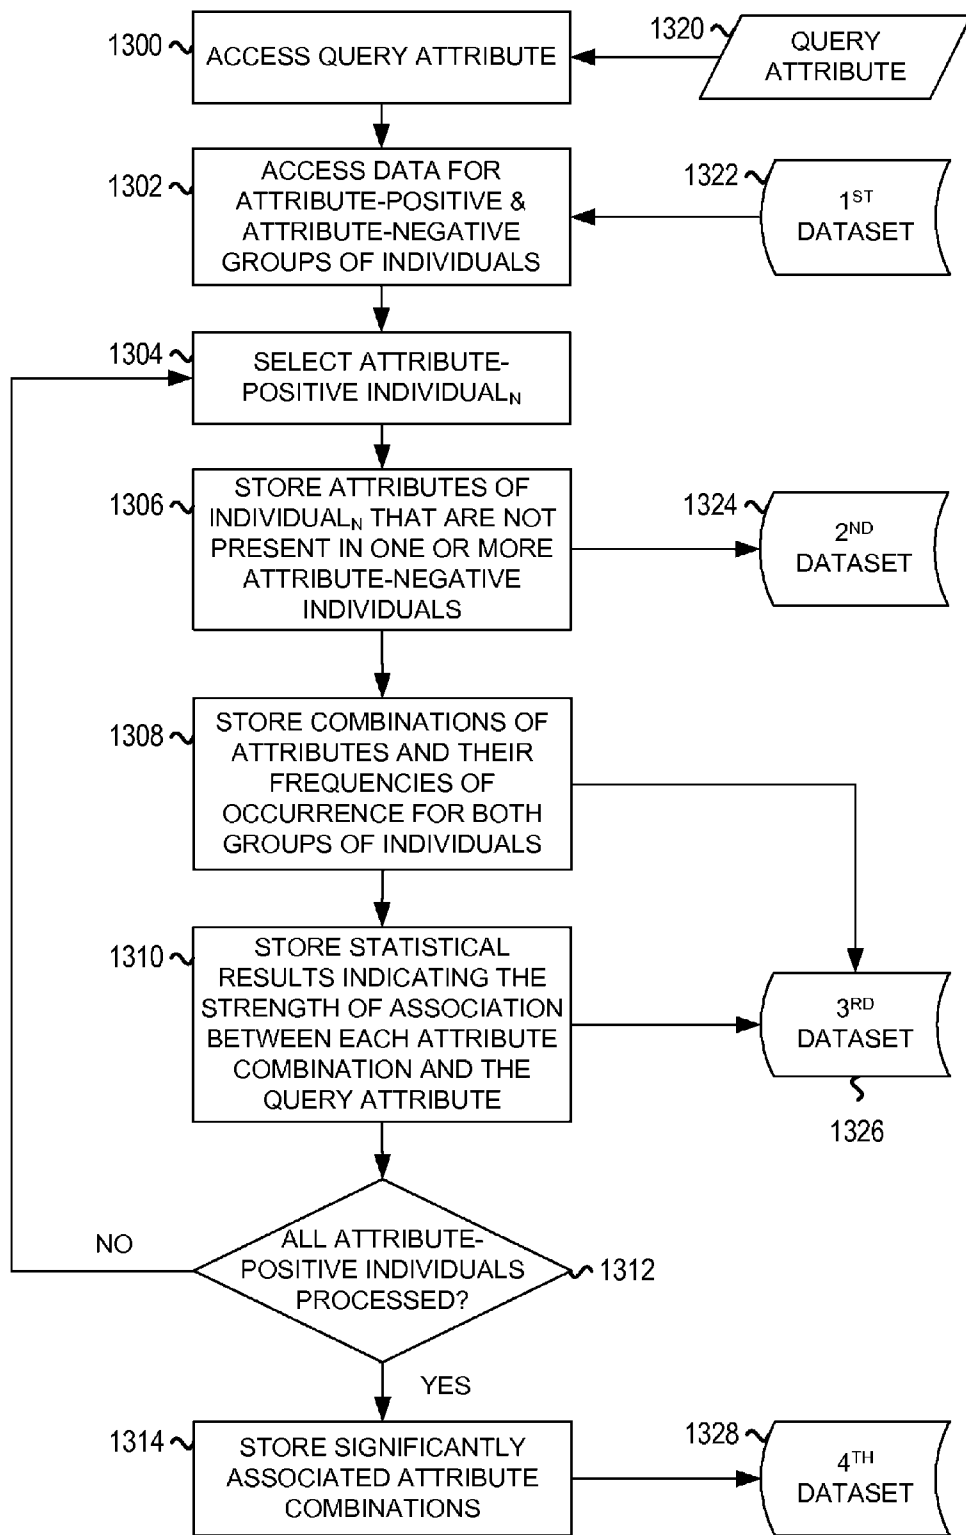 1300
ACCESS QUERY ATTRIBUTE
1320
QUERY
ATTRIBUTE
1302
ACCESS DATA FOR
ATTRIBUTE-POSITIVE &
ATTRIBUTE-NEGATIVE
GROUPS OF INDIVIDUALS
1322
1ST
DATASET
1304
SELECT ATTRIBUTE-
POSITIVE INDIVIDUALN
1306
STORE ATTRIBUTES OF
INDIVIDUALN THAT ARE NOT
PRESENT IN ONE OR MORE
ATTRIBUTE-NEGATIVE
INDIVIDUALS
1324
2ND
DATASET
1308
STORE COMBINATIONS OF
ATTRIBUTES AND THEIR
FREQUENCIES OF
OCCURRENCE FOR BOTH
GROUPS OF INDIVIDUALS
1310
STORE STATISTICAL
RESULTS INDICATING THE
STRENGTH OF ASSOCIATION
BETWEEN EACH ATTRIBUTE
COMBINATION AND THE
QUERY ATTRIBUTE
3RD
DATASET
1326
NO
ALL ATTRIBUTE-
POSITIVE INDIVIDUALS
PROCESSED?
1312
YES
1314
STORE SIGNIFICANTLY
ASSOCIATED ATTRIBUTE
COMBINATIONS
1328
4TH
DATASET